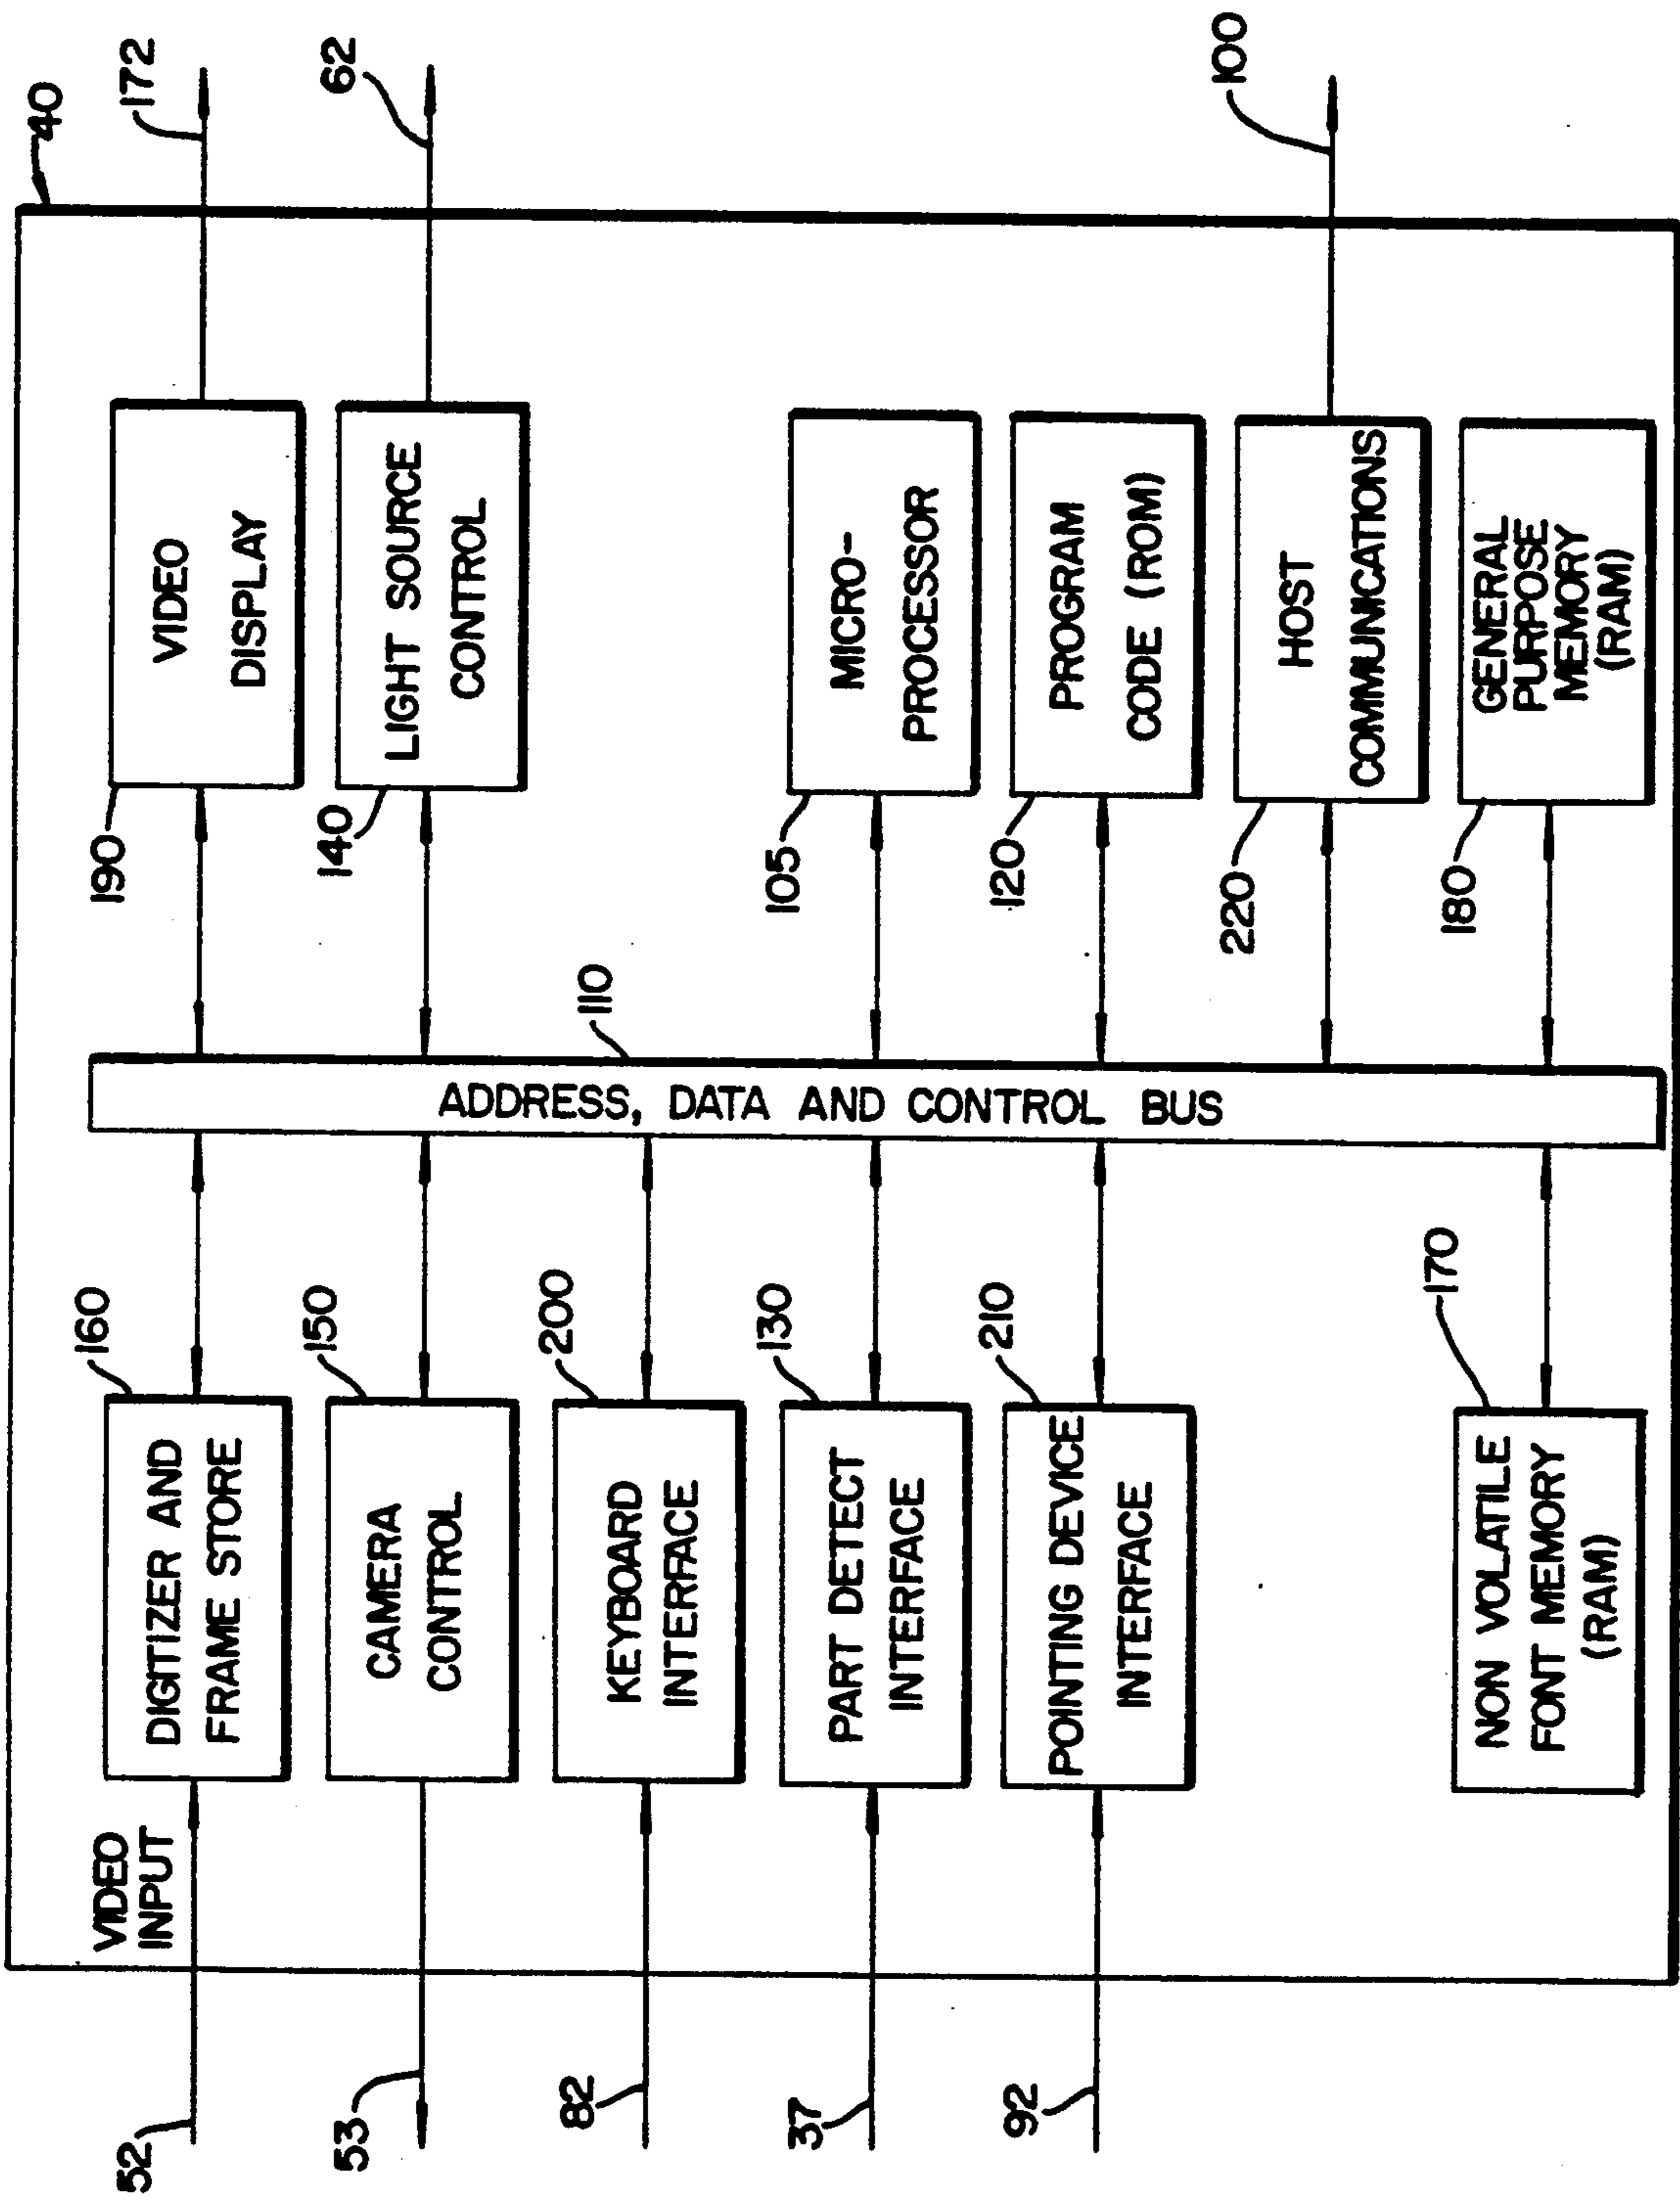 40
VIDEO
INPUT
52
160
DIGITIZER AND
FRAME STORE
53
150
CAMERA
CONTROL
82
200
KEYBOARD
INTERFACE
37
130
PART DETECT
INTERFACE
92
210
POINTING DEVICE
INTERFACE
170
NON VOLATILE
FONT MEMORY
(RAM)
110
ADDRESS, DATA AND CONTROL BUS
190
VIDEO
DISPLAY
172
140
LIGHT SOURCE
CONTROL
62
105
MICRO-
PROCESSOR
120
PROGRAM
CODE (ROM)
220
HOST
COMMUNICATIONS
100
180
GENERAL
PURPOSE
MEMORY
(RAM)